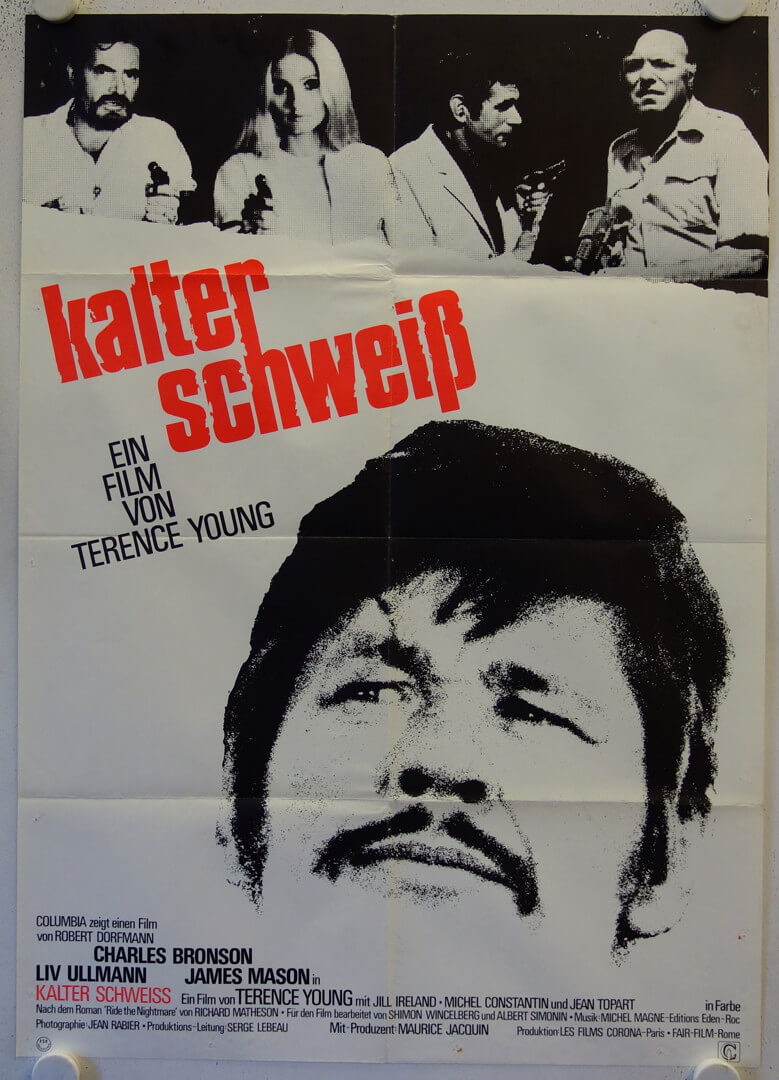 kalter
schweiß
EIN
FILM
VON
TERENCE YOUNG
COLUMBIA zeigt einen Film
von ROBERT DORFMANN
CHARLES BRONSON
LIV ULLMANN JAMES MASON in
KALTER SCHWEISS Ein Film von TERENCE YOUNG mit JILL IRELAND • MICHEL CONSTANTIN und JEAN TOPART in Farbe
Nach dem Roman 'Ride the Nightmare' von RICHARD MATHESON • Für den Film bearbeitet von SHIMON WINCELBERG und ALBERT SIMONIN • Musik: MICHEL MAGNE-Editions Eden-Roc
Photographie: JEAN RABIER • Produktions-Leitung: SERGE LEBEAU Mit-Produzent: MAURICE JACQUIN Produktion: LES FILMS CORONA-Paris • FAIR-FILM-Rome